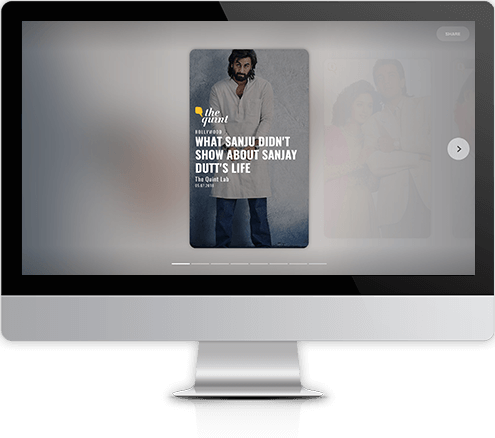 SHARE
the
quint
BOLLYWOOD
WHAT SANJU DIDN'T
SHOW ABOUT SANJAY
DUTT'S LIFE
The Quint Lab
05.07.2018